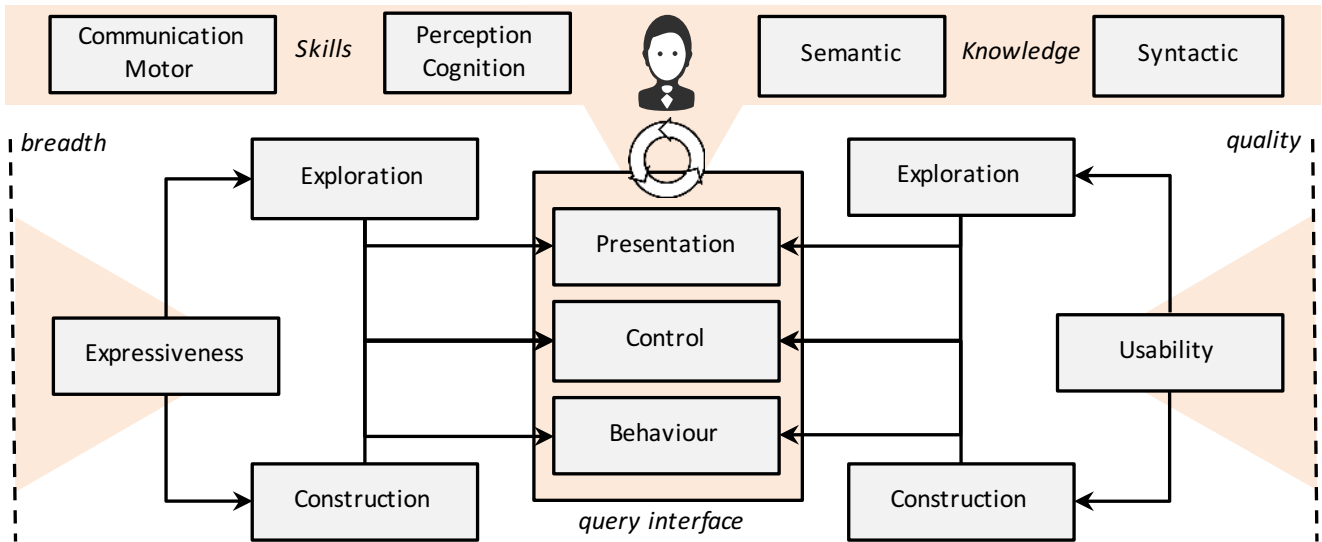 Communication
Motor
Skills
Perception
Cognition
Semantic
Knowledge
Syntactic
breadth
quality
Exploration
Exploration
Presentation
Expressiveness
Control
Usability
Behaviour
Construction
Construction
query interface